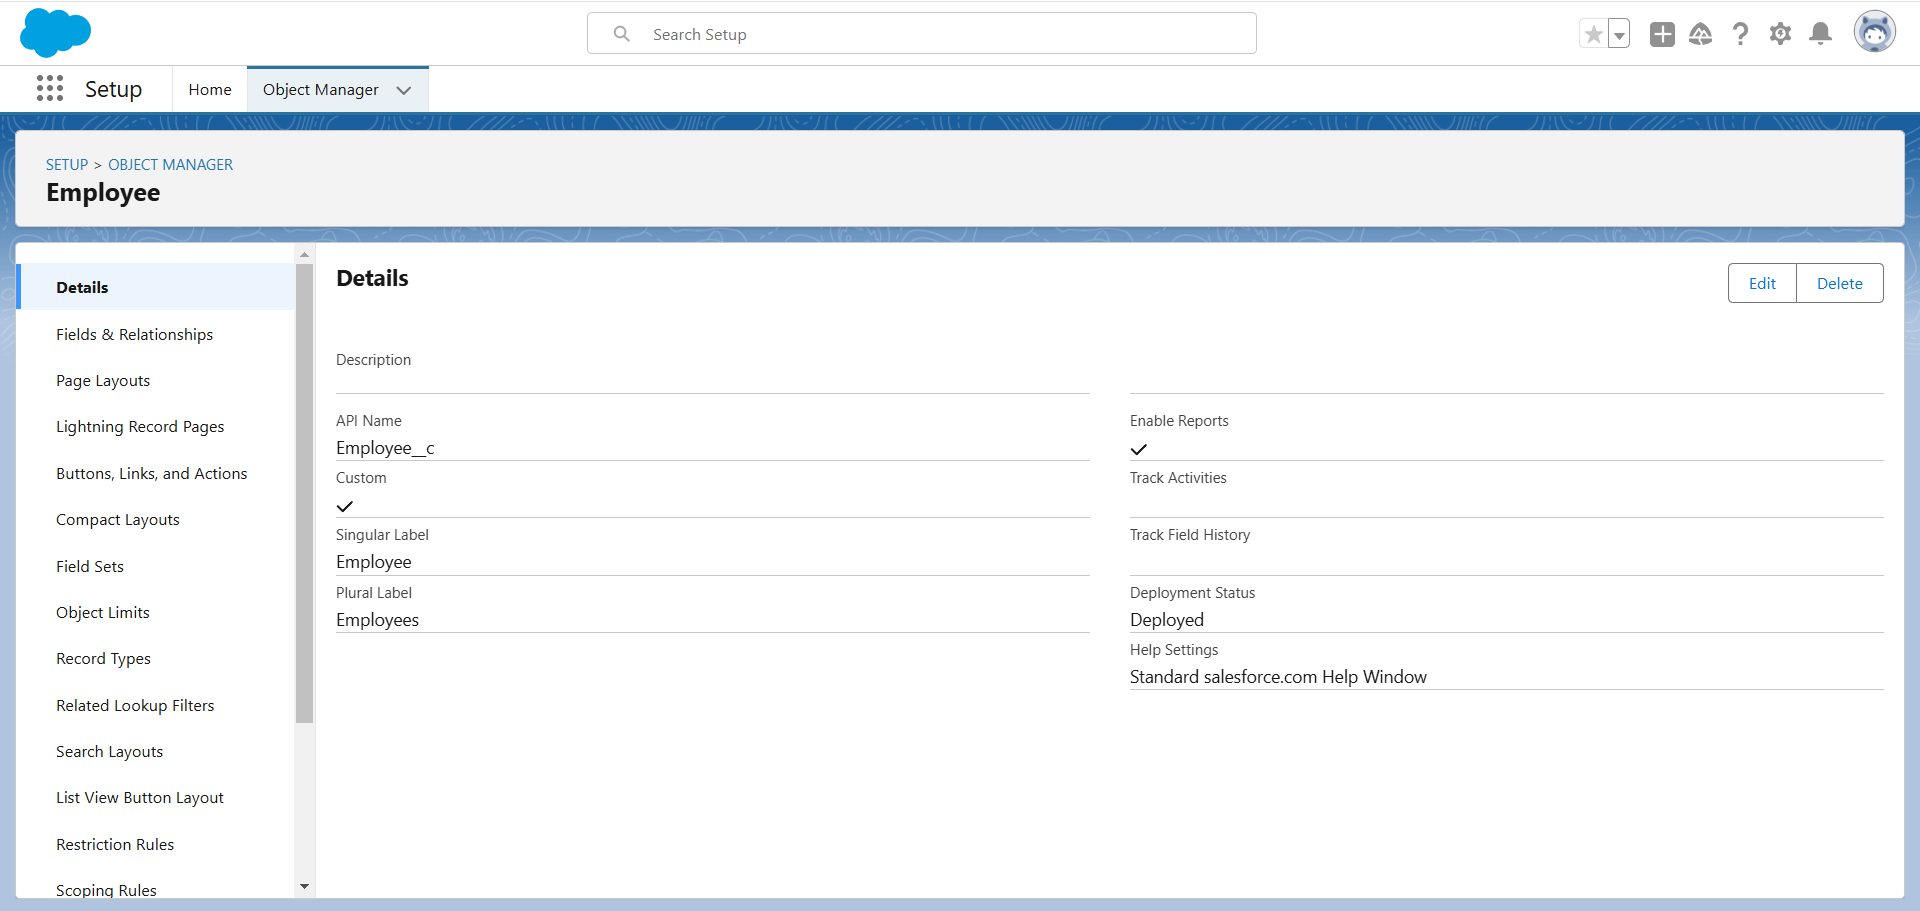 Search Setup
Setup
Home
Object Manager
SETUP > OBJECT MANAGER
Employee
Details
Fields & Relationships
Page Layouts
Lightning Record Pages
Buttons, Links, and Actions
Compact Layouts
Field Sets
Object Limits
Record Types
Related Lookup Filters
Search Layouts
List View Button Layout
Restriction Rules
Scoping Rules
Details
Edit
Delete
Description
API Name
Employee__c
Custom
Singular Label
Employee
Plural Label
Employees
Enable Reports
Track Activities
Track Field History
Deployment Status
Deployed
Help Settings
Standard salesforce.com Help Window